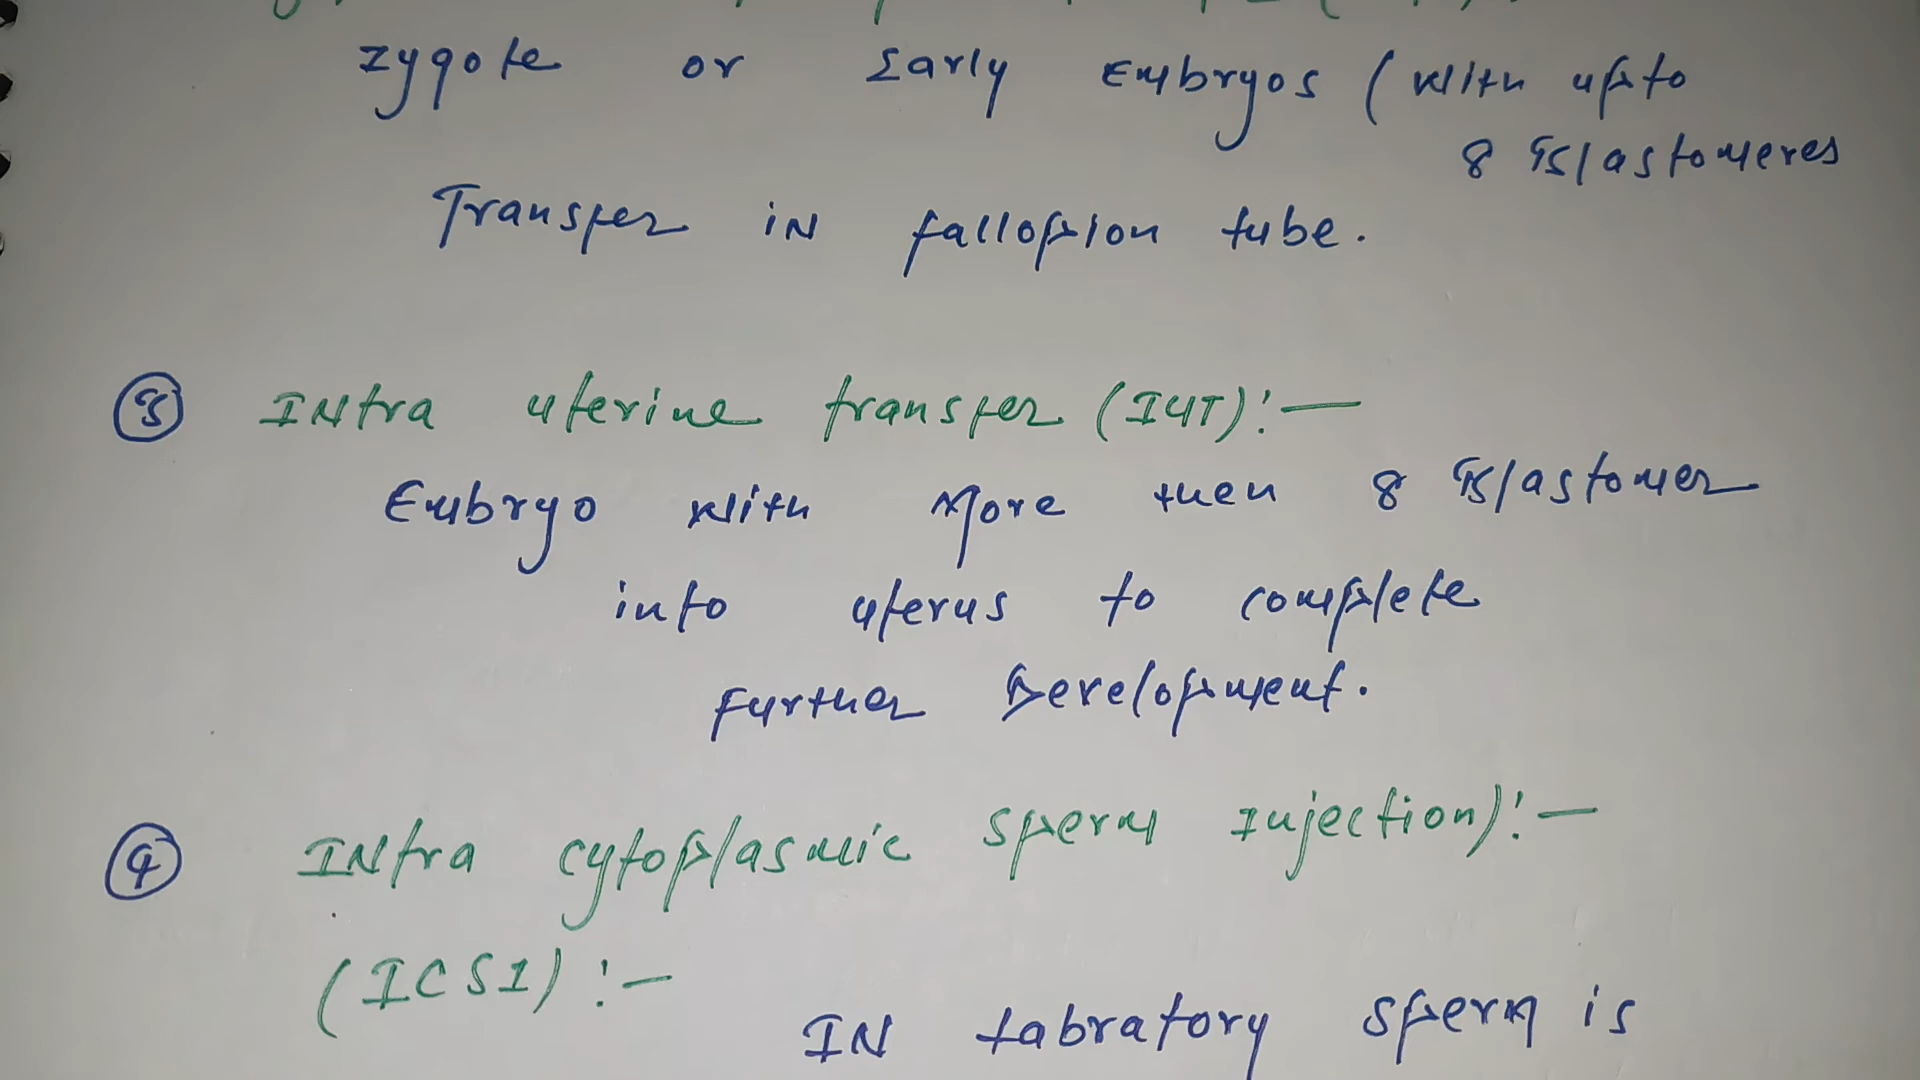 zygote or Early Embryos (with upto
8 Blastomeres
Transfer in fallopion tube.
③ Intra uterine transfer (IUT):—
Embryo with More then 8 Blastomer
into uterus to complete
further Development.
④ Intra cytoplasmic sperm Injection):—
(ICSI):—
IN Labratory sperm is